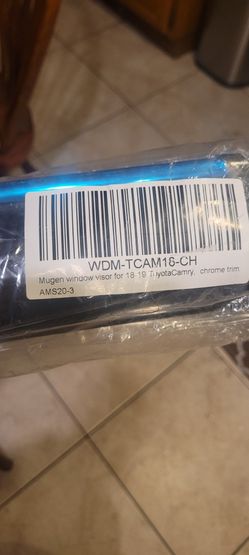 WDM-TCAM18-CH
Mugen window visor for 18 19 ToyotaCamry, chrome trim.
AMS20-3